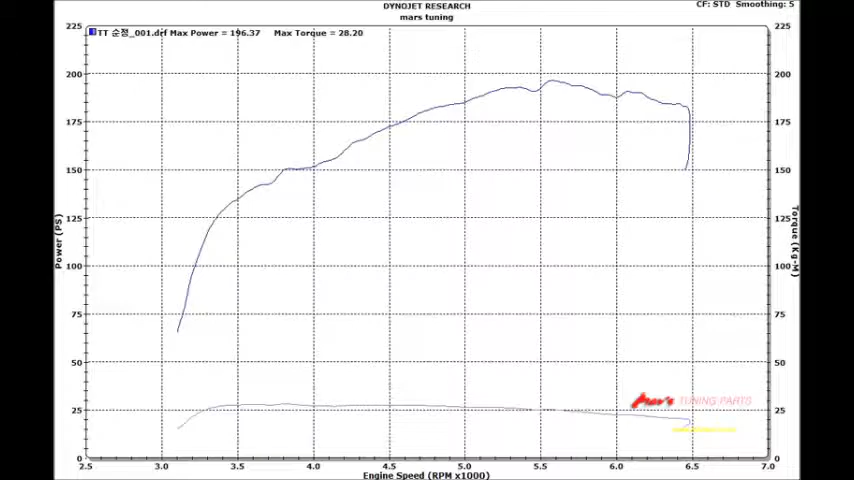 DYNOJET RESEARCH
CF: STD Smoothing: 5
mars tuning
TT 순정_001.drf Max Power = 196.37 Max Torque = 28.20
225 225
200 200
175 175
150 150
125 125
100 100
75 75
50 50
25 25
0 0
Power (PS)
Torque (Kg-M)
Mars TUNING PARTS
2.5 3.0 3.5 4.0 4.5 5.0 5.5 6.0 6.5 7.0
Engine Speed (RPM x1000)